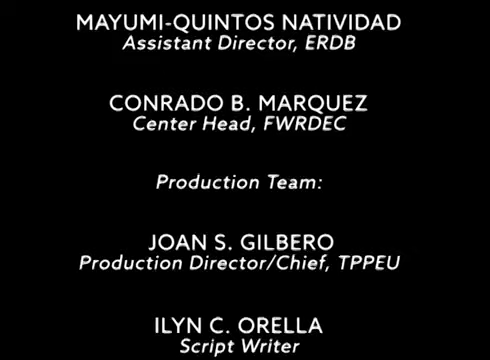 MAYUMI-QUINTOS NATIVIDAD
Assistant Director, ERDB
CONRADO B. MARQUEZ
Center Head, FWRDEC
Production Team:
JOAN S. GILBERO
Production Director/Chief, TPPEU
ILYN C. ORELLA
Script Writer